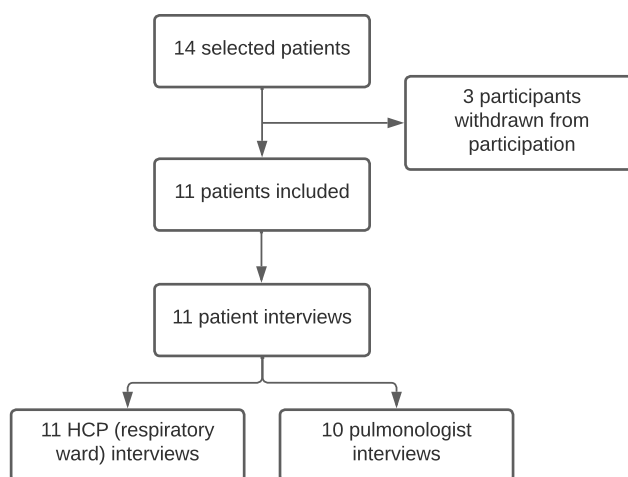 14 selected patients
3 participants
withdrawn from
participation
11 patients included
11 patient interviews
11 HCP (respiratory
ward) interviews
10 pulmonologist
interviews